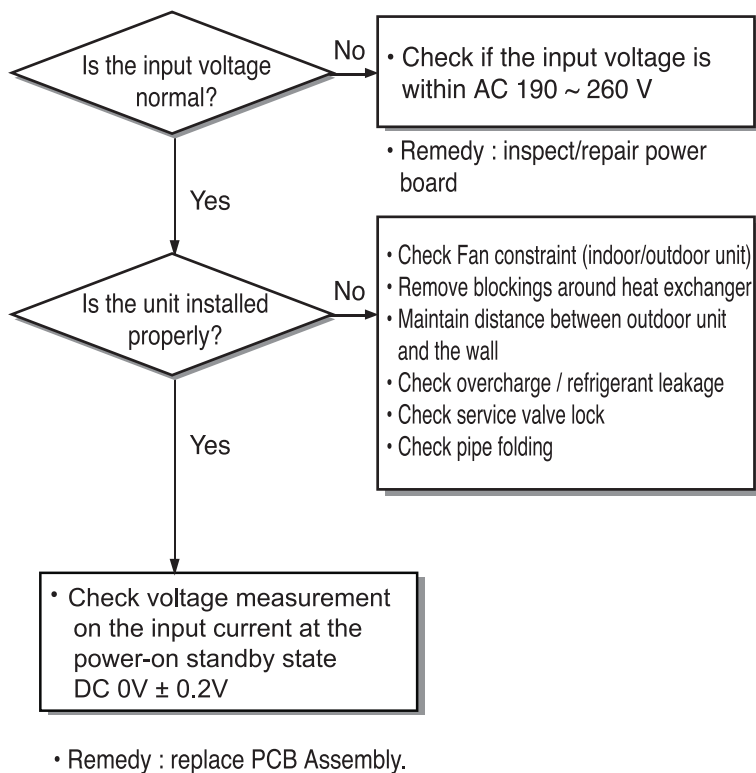 Is the input voltage
normal?
No
• Check if the input voltage is
within AC 190 ~ 260 V
• Remedy : inspect/repair power
board
Yes
Is the unit installed
properly?
No
• Check Fan constraint (indoor/outdoor unit)
• Remove blockings around heat exchanger
• Maintain distance between outdoor unit
and the wall
• Check overcharge / refrigerant leakage
• Check service valve lock
• Check pipe folding
Yes
• Check voltage measurement
on the input current at the
power-on standby state
DC 0V ± 0.2V
• Remedy : replace PCB Assembly.